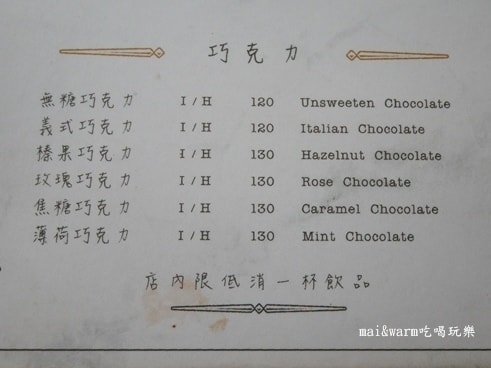 巧克力
無糖巧克力 I/H 120 Unsweeten Chocolate
義式巧克力 I/H 120 Italian Chocolate
榛果巧克力 I/H 130 Hazelnut Chocolate
玫瑰巧克力 I/H 130 Rose Chocolate
焦糖巧克力 I/H 130 Caramel Chocolate
薄荷巧克力 I/H 130 Mint Chocolate
店內限低消一杯飲品
mai&warm吃喝玩樂